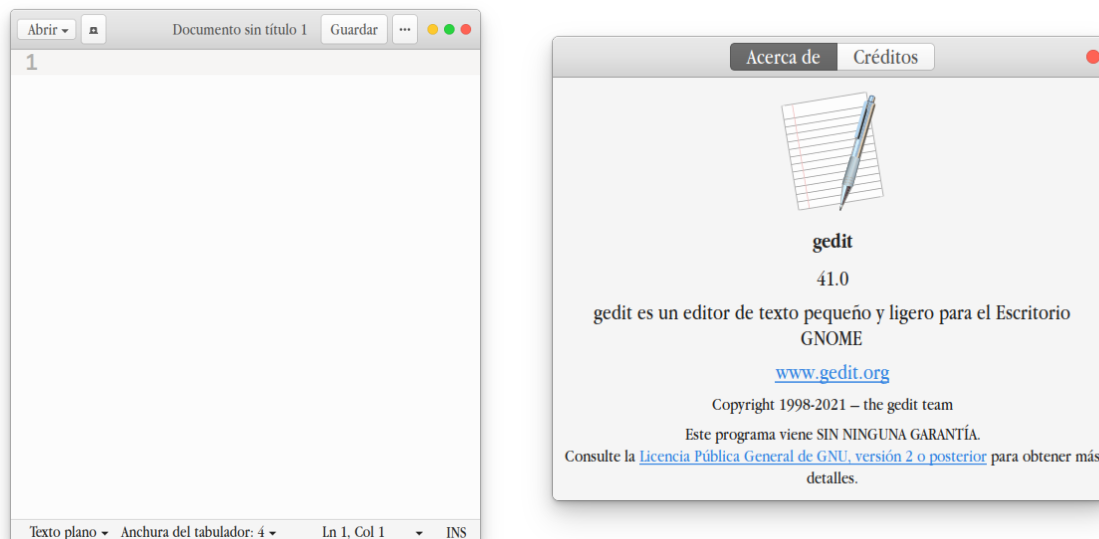 Abrir
Documento sin título 1
Guardar
1
Texto plano
Anchura del tabulador: 4
Ln 1, Col 1
INS
Acerca de
Créditos
gedit
41.0
gedit es un editor de texto pequeño y ligero para el Escritorio
GNOME
www.gedit.org
Copyright 1998-2021 – the gedit team
Este programa viene SIN NINGUNA GARANTÍA.
Consulte la Licencia Pública General de GNU, versión 2 o posterior para obtener más
detalles.